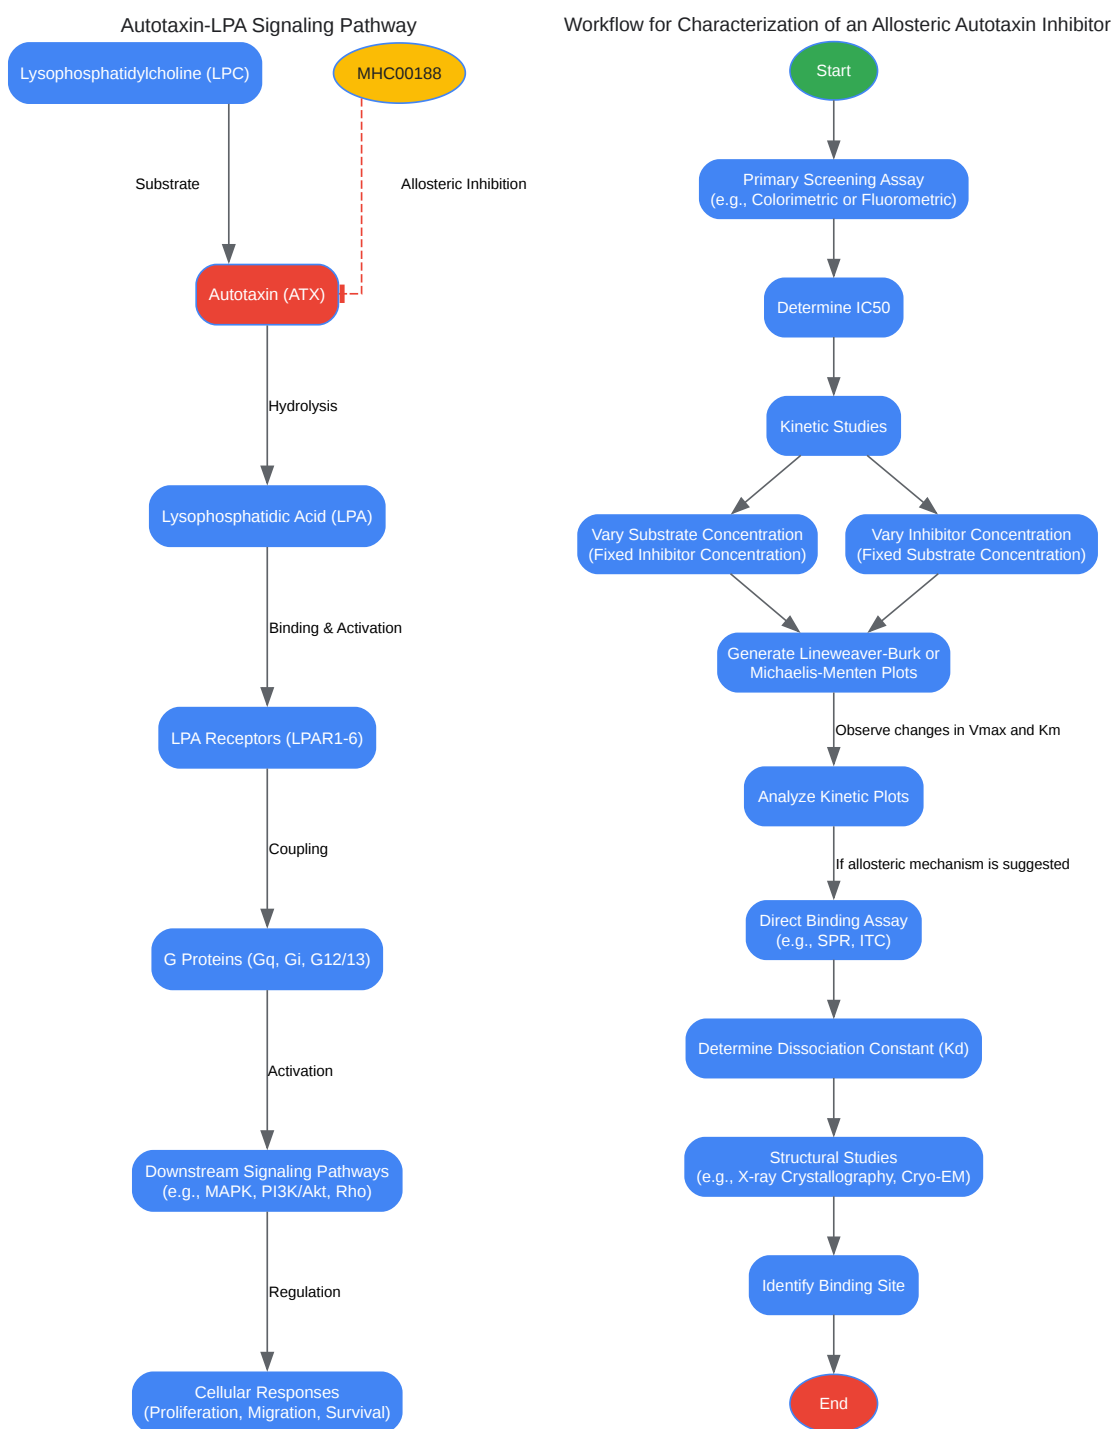 Autotaxin-LPA Signaling Pathway
Lysophosphatidylcholine (LPC)
MHC00188
Substrate
Allosteric Inhibition
Autotaxin (ATX)
Hydrolysis
Lysophosphatidic Acid (LPA)
Binding & Activation
LPA Receptors (LPAR1-6)
Coupling
G Proteins (Gq, Gi, G12/13)
Activation
Downstream Signaling Pathways
(e.g., MAPK, PI3K/Akt, Rho)
Regulation
Cellular Responses
(Proliferation, Migration, Survival)
Workflow for Characterization of an Allosteric Autotaxin Inhibitor
Start
Primary Screening Assay
(e.g., Colorimetric or Fluorometric)
Determine IC50
Kinetic Studies
Vary Substrate Concentration
(Fixed Inhibitor Concentration)
Vary Inhibitor Concentration
(Fixed Substrate Concentration)
Generate Lineweaver-Burk or
Michaelis-Menten Plots
Observe changes in Vmax and Km
Analyze Kinetic Plots
If allosteric mechanism is suggested
Direct Binding Assay
(e.g., SPR, ITC)
Determine Dissociation Constant (Kd)
Structural Studies
(e.g., X-ray Crystallography, Cryo-EM)
Identify Binding Site
End